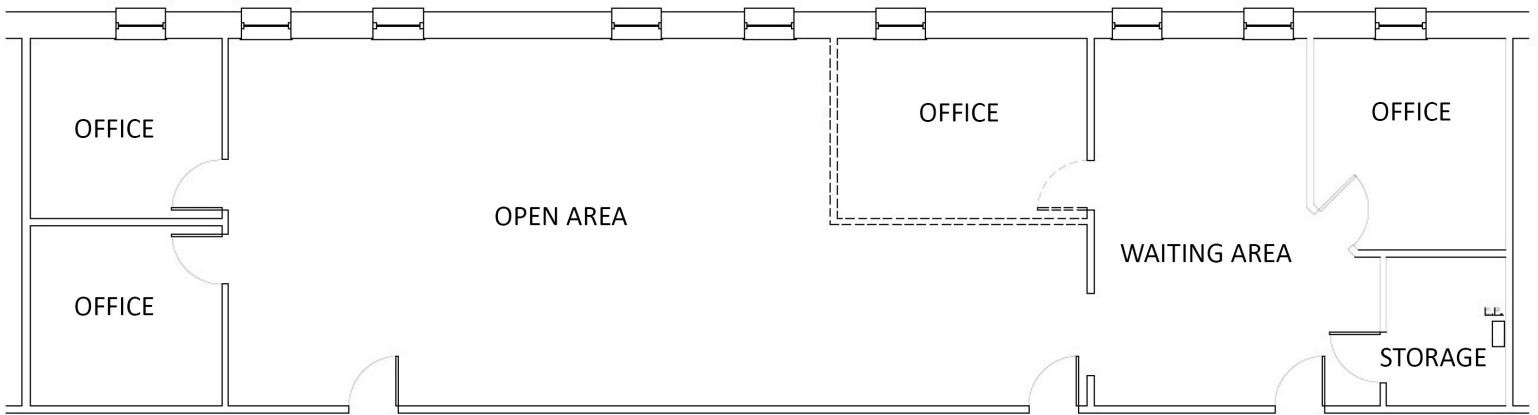 OFFICE
OFFICE
OFFICE
OPEN AREA
WAITING AREA
OFFICE
STORAGE